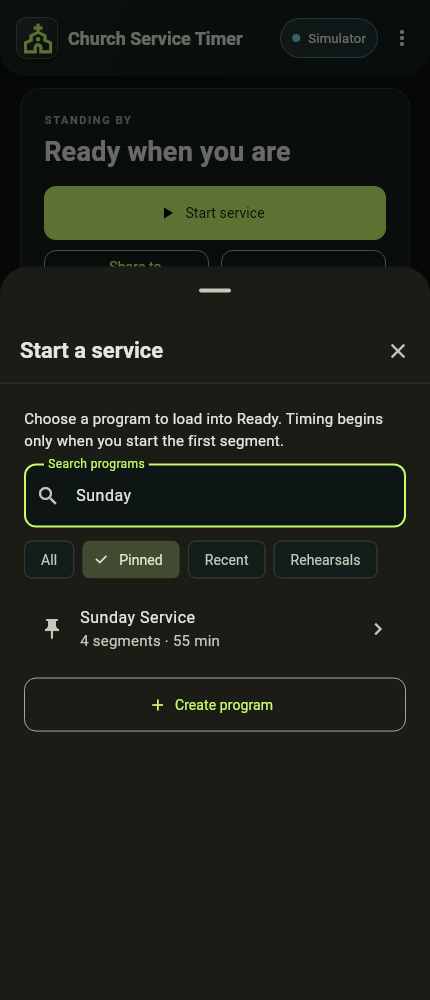 Church Service Timer
Simulator
STANDING BY
Ready when you are
Start service
Share to
Start a service
Choose a program to load into Ready. Timing begins
only when you start the first segment.
Search programs
Sunday
All
Pinned
Recent
Rehearsals
Sunday Service
4 segments · 55 min
Create program